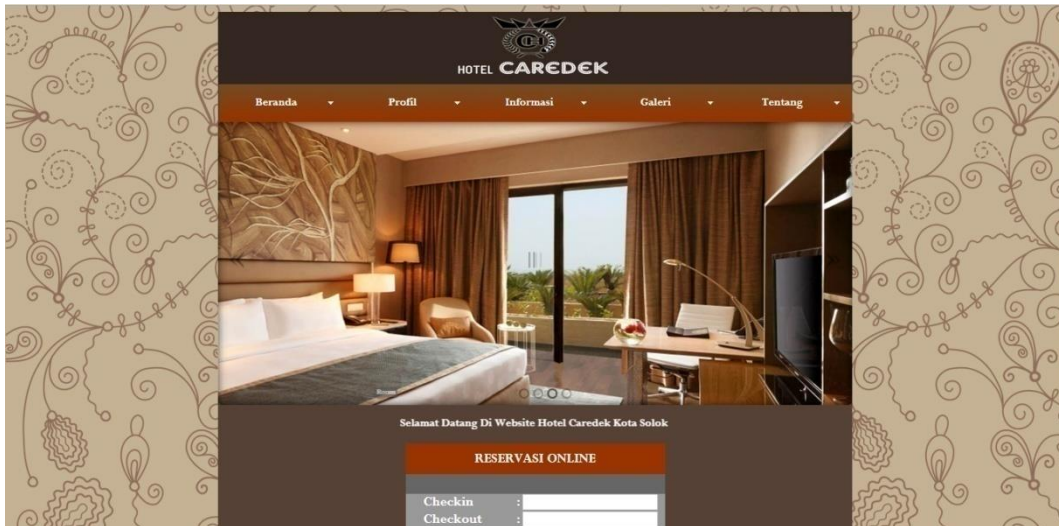 HOTEL CAREDEK
Beranda Profil Informasi Galeri Tentang
Selamat Datang Di Website Hotel Caredek Kota Solok
RESERVASI ONLINE
Checkin :
Checkout :